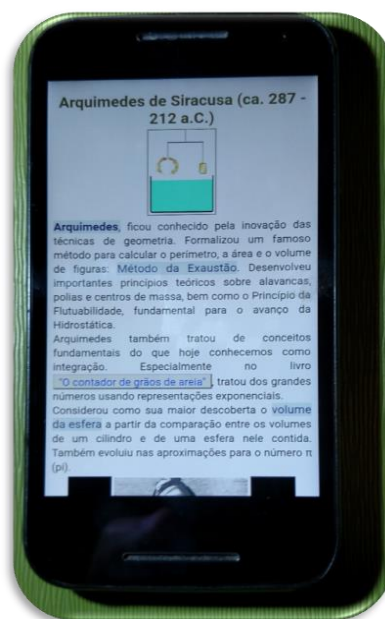 Arquimedes de Siracusa (ca. 287 -
212 a.C.)
Arquimedes, ficou conhecido pela inovação das
técnicas de geometria. Formalizou um famoso
método para calcular o perímetro, a área e o volume
de figuras: Método da Exaustão. Desenvolveu
importantes princípios teóricos sobre alavancas,
polias e centros de massa, bem como o Princípio da
Flutuabilidade, fundamental para o avanço da
Hidrostática.
Arquimedes também tratou de conceitos
fundamentais do que hoje conhecemos como
integração. Especialmente no livro
"O contador de grãos de areia", tratou dos grandes
números usando representações exponenciais.
Considerou como sua maior descoberta o volume
da esfera a partir da comparação entre os volumes
de um cilindro e de uma esfera nele contida.
Também evoluiu nas aproximações para o número π
(pi).